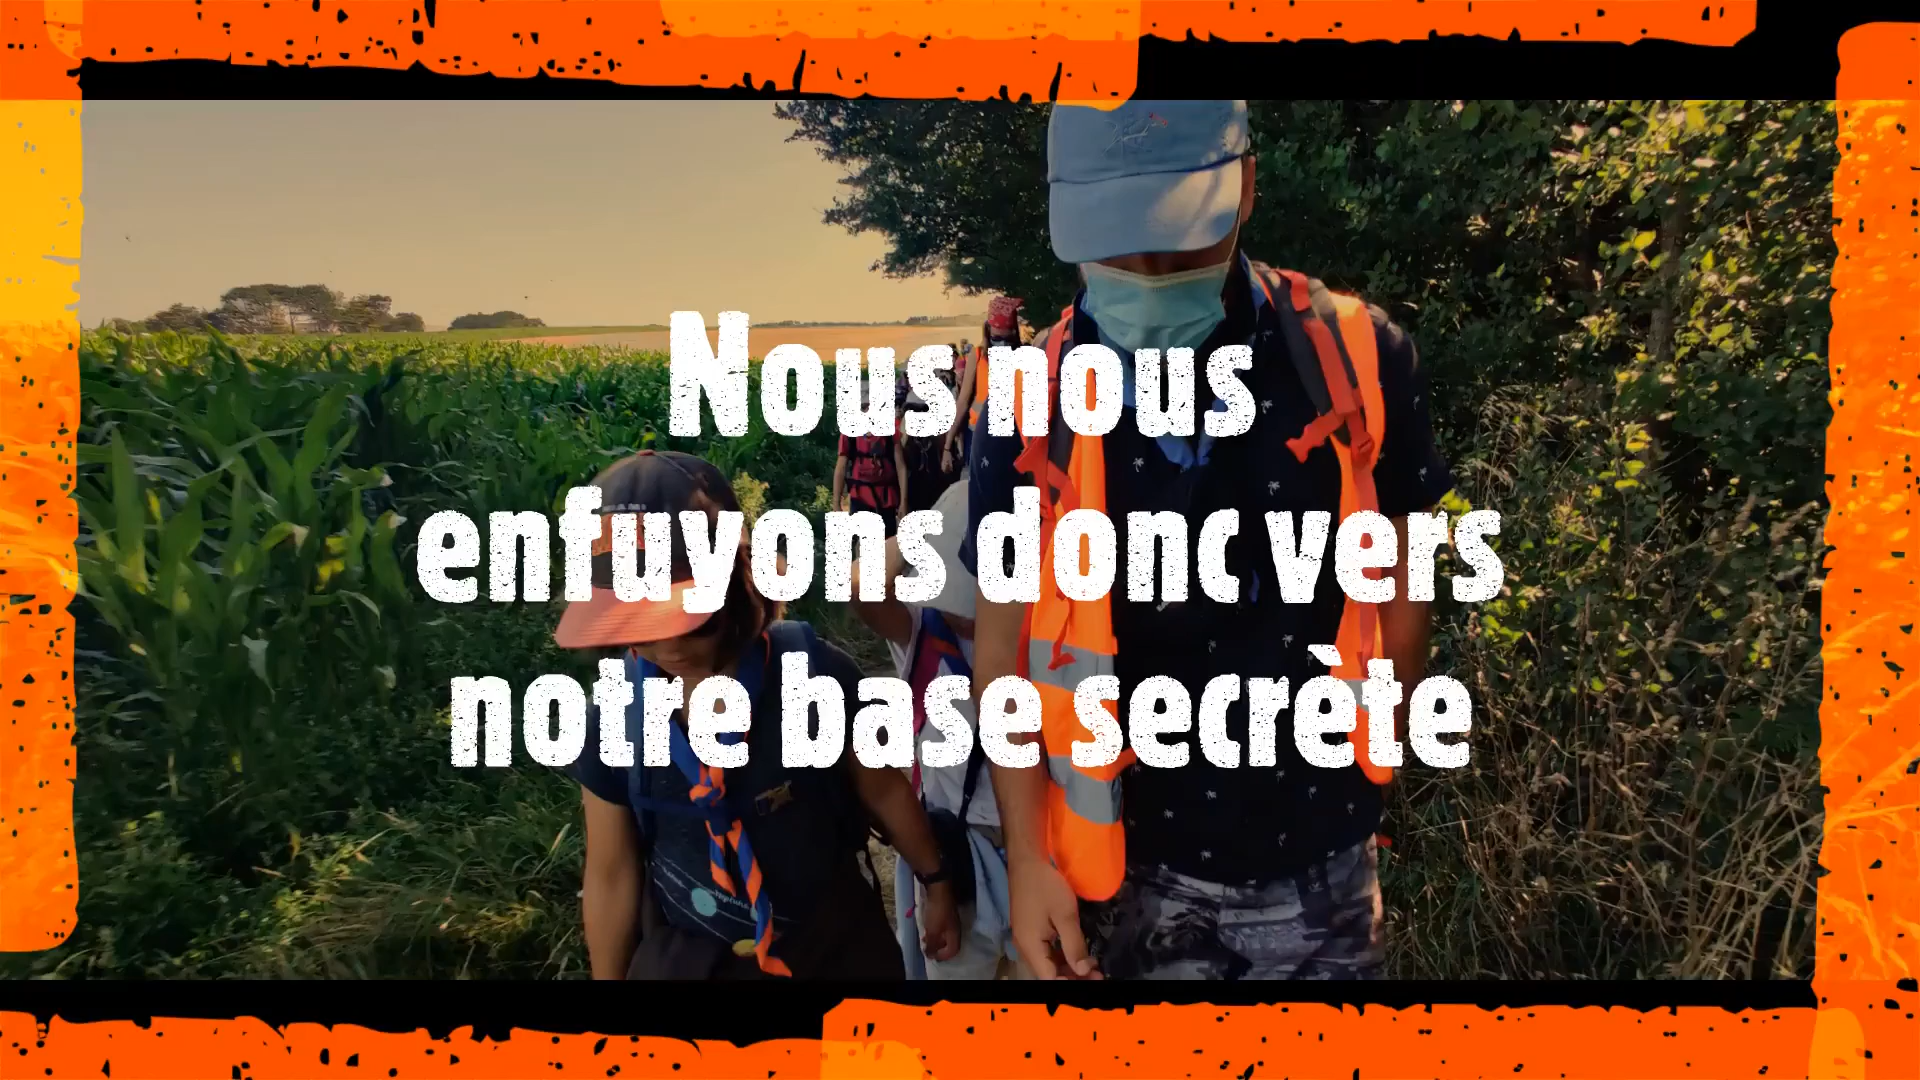 Nous nous
enfuyons donc vers
notre base secrète